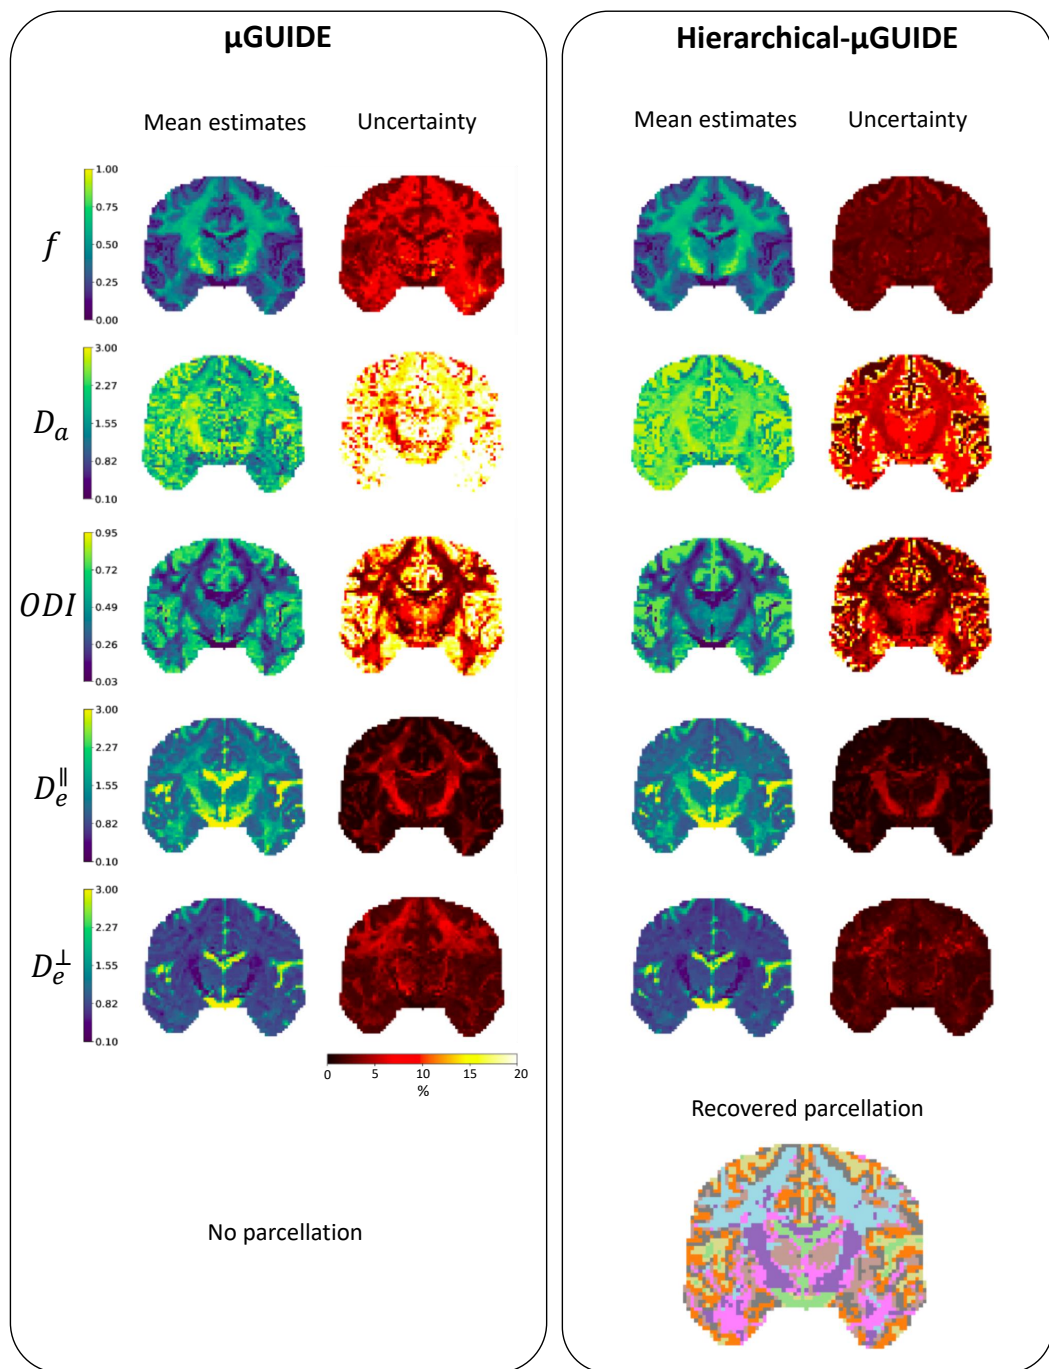 μGUIDE
Mean estimates Uncertainty
f
1.00
0.75
0.50
0.25
0.00
D_a
3.00
2.27
1.55
0.82
0.10
ODI
0.95
0.72
0.49
0.26
0.03
D_e^∥
3.00
2.27
1.55
0.82
0.10
D_e^⊥
3.00
2.27
1.55
0.82
0.10
0 5 10 15 20
%
No parcellation
Hierarchical-μGUIDE
Mean estimates Uncertainty
Recovered parcellation